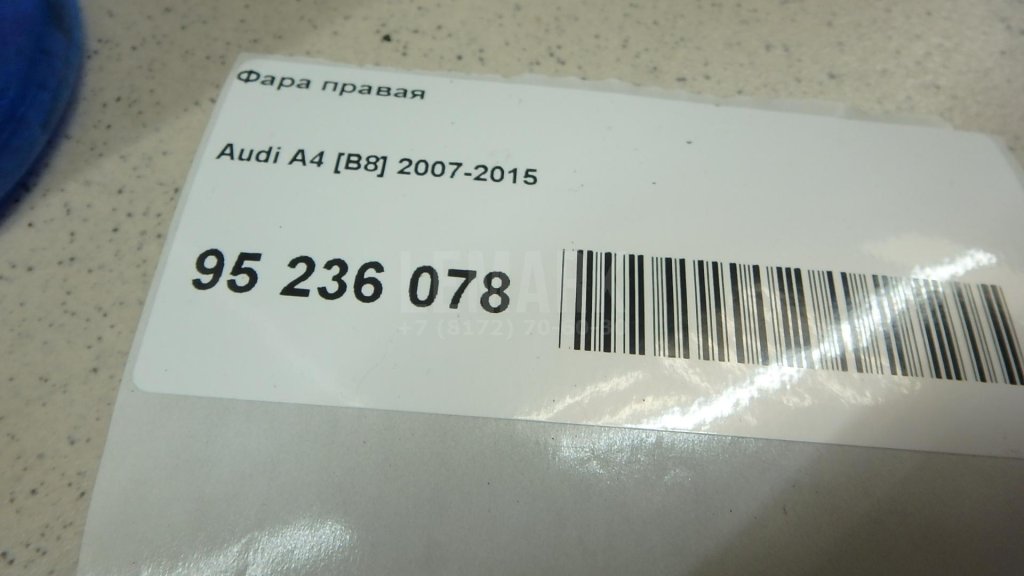 Фара правая
Audi A4 [B8] 2007-2015
95 236 078